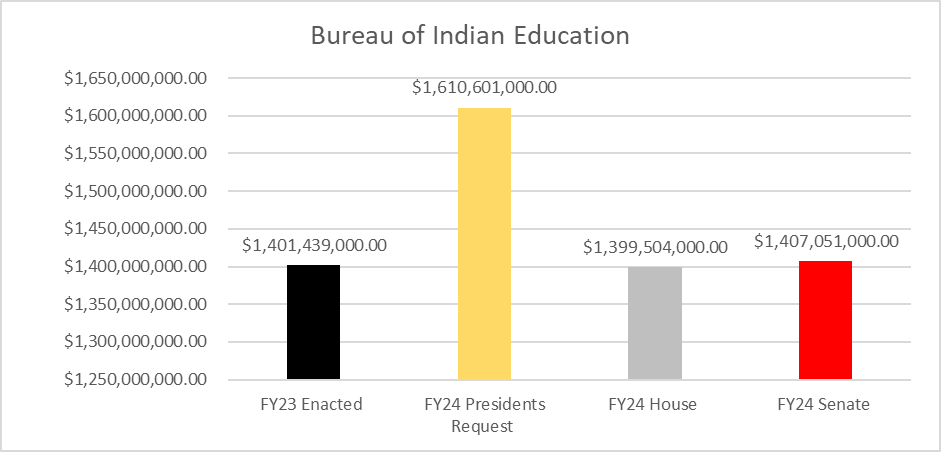 Bureau of Indian Education
$1,650,000,000.00
$1,600,000,000.00
$1,550,000,000.00
$1,500,000,000.00
$1,450,000,000.00
$1,400,000,000.00
$1,350,000,000.00
$1,300,000,000.00
$1,250,000,000.00
$1,401,439,000.00
$1,610,601,000.00
$1,399,504,000.00
$1,407,051,000.00
FY23 Enacted
FY24 Presidents
Request
FY24 House
FY24 Senate